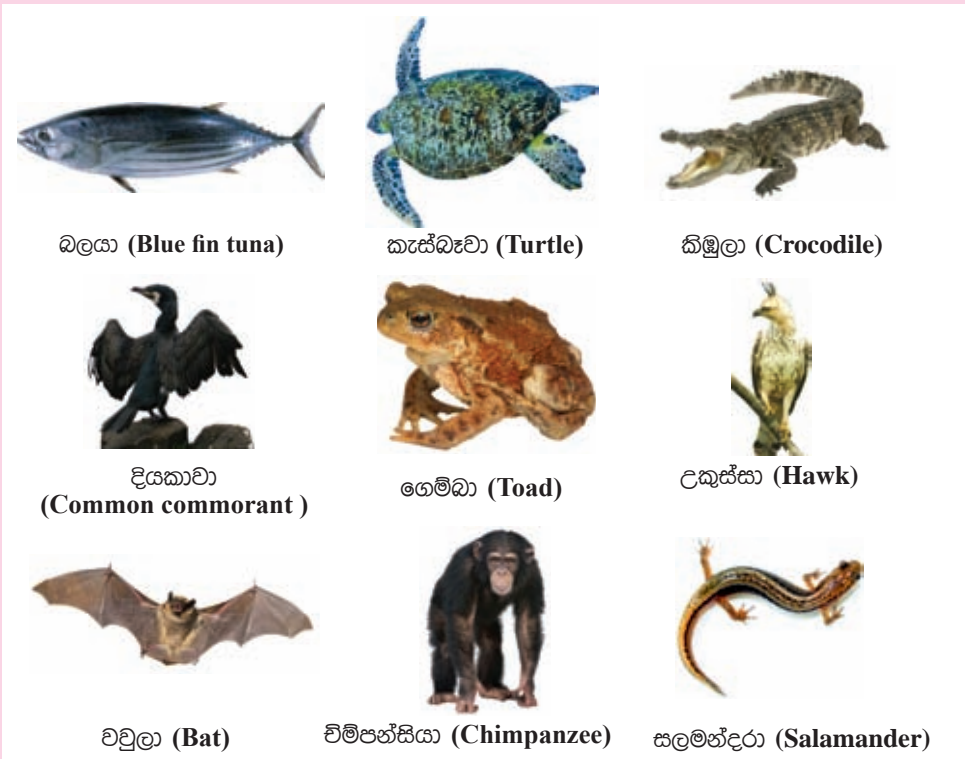 බලයා (Blue fin tuna)
කැස්බෑවා (Turtle)
කිඹුලා (Crocodile)
දියකාවා
(Common commorant )
ගෙම්බා (Toad)
උකුස්සා (Hawk)
වවුලා (Bat)
චිම්පන්සියා (Chimpanzee)
සලමන්දරා (Salamander)